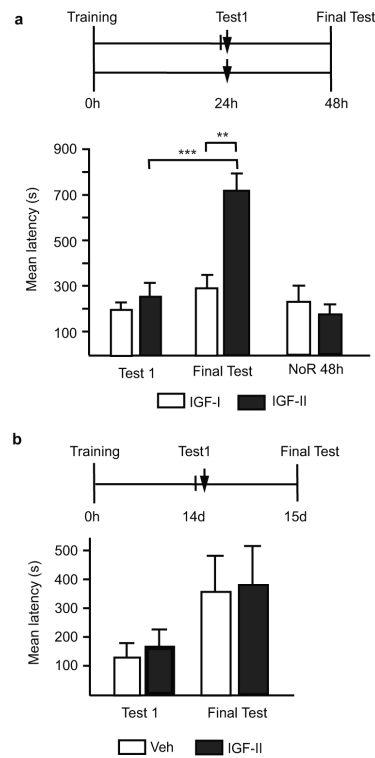 a
Training Test1 Final Test
0h 24h 48h
Mean latency (s)
900
700
500
300
100
***
**
Test 1 Final Test NoR 48h
IGF-I IGF-II
b
Training Test1 Final Test
0h 14d 15d
Mean latency (s)
500
400
300
200
100
Test 1 Final Test
Veh IGF-II